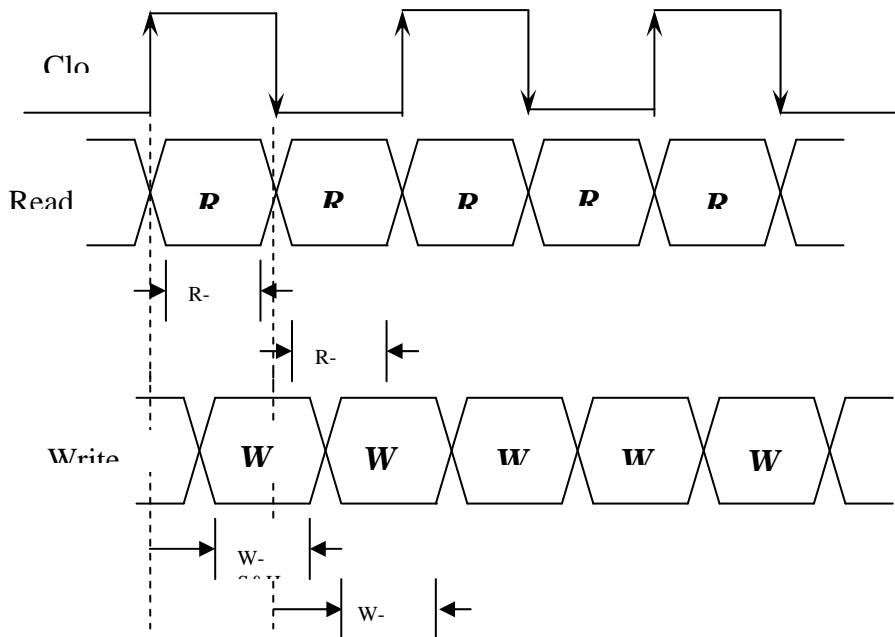 Clo
Read
R R R R R
R-
R-
Write
W W W W W
W-
S&H
W-